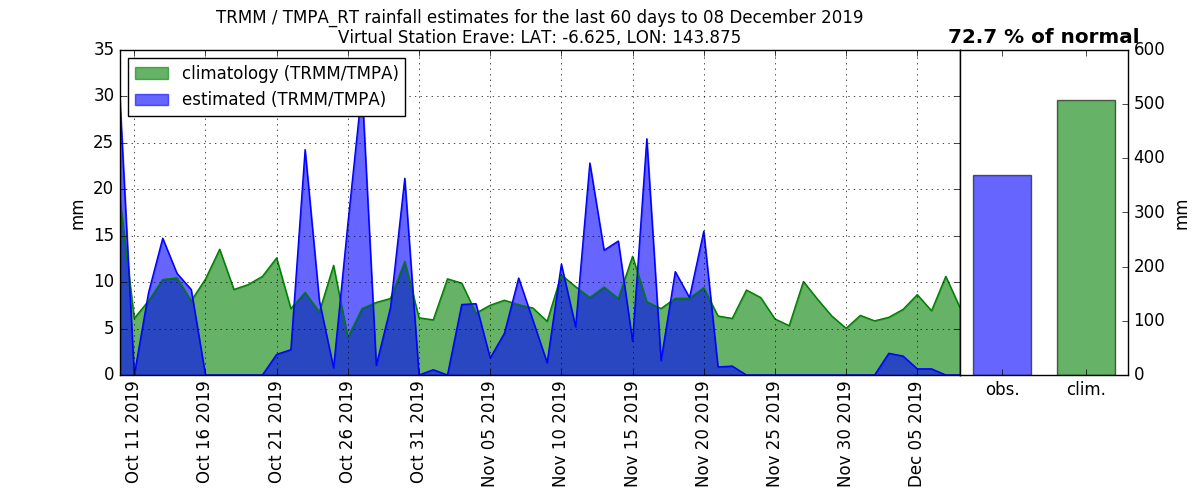 TRMM / TMPA_RT rainfall estimates for the last 60 days to 08 December 2019
Virtual Station Erave: LAT: -6.625, LON: 143.875
72.7 % of normal
climatology (TRMM/TMPA)
estimated (TRMM/TMPA)
35
30
25
20
15
10
5
0
mm
Oct 11 2019
Oct 16 2019
Oct 21 2019
Oct 26 2019
Oct 31 2019
Nov 05 2019
Nov 10 2019
Nov 15 2019
Nov 20 2019
Nov 25 2019
Nov 30 2019
Dec 05 2019
600
500
400
300
200
100
0
mm
obs.
clim.